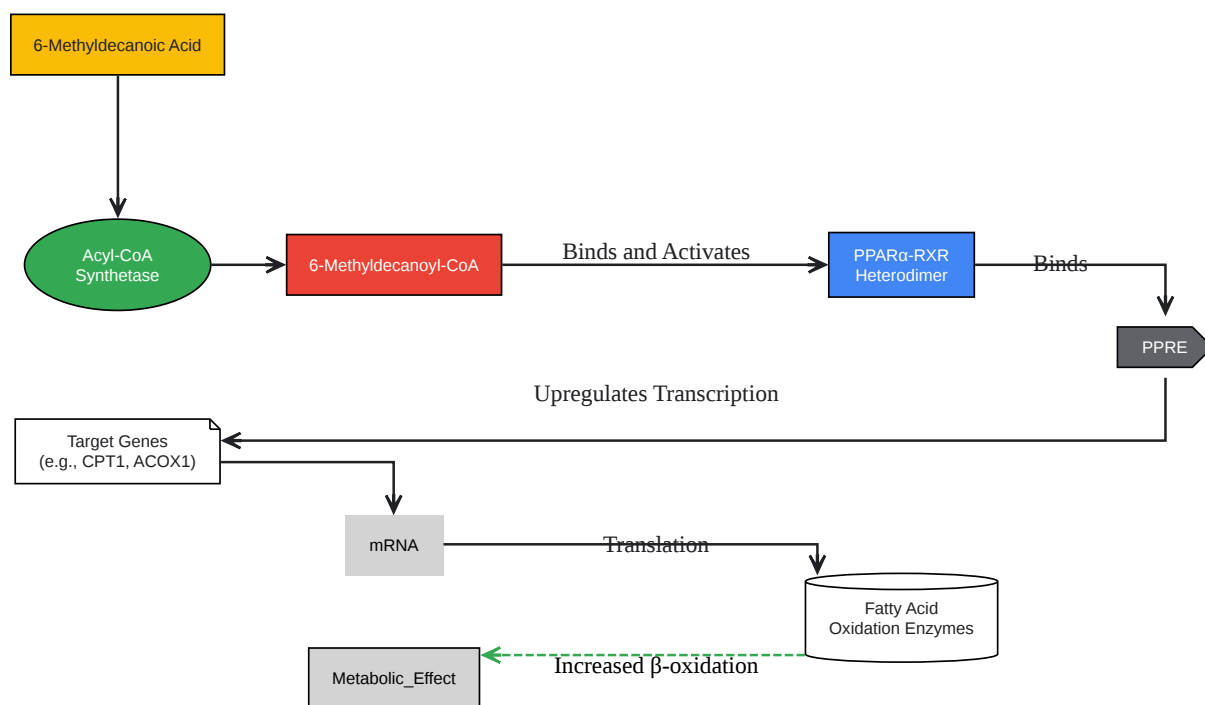 6-Methyldecanoic Acid
Acyl-CoA
Synthetase
6-Methyldecanoyl-CoA
Binds and Activates
PPARα-RXR
Heterodimer
Binds
PPRE
Upregulates Transcription
Target Genes
(e.g., CPT1, ACOX1)
mRNA
Translation
Fatty Acid
Oxidation Enzymes
Increased β-oxidation
Metabolic_Effect